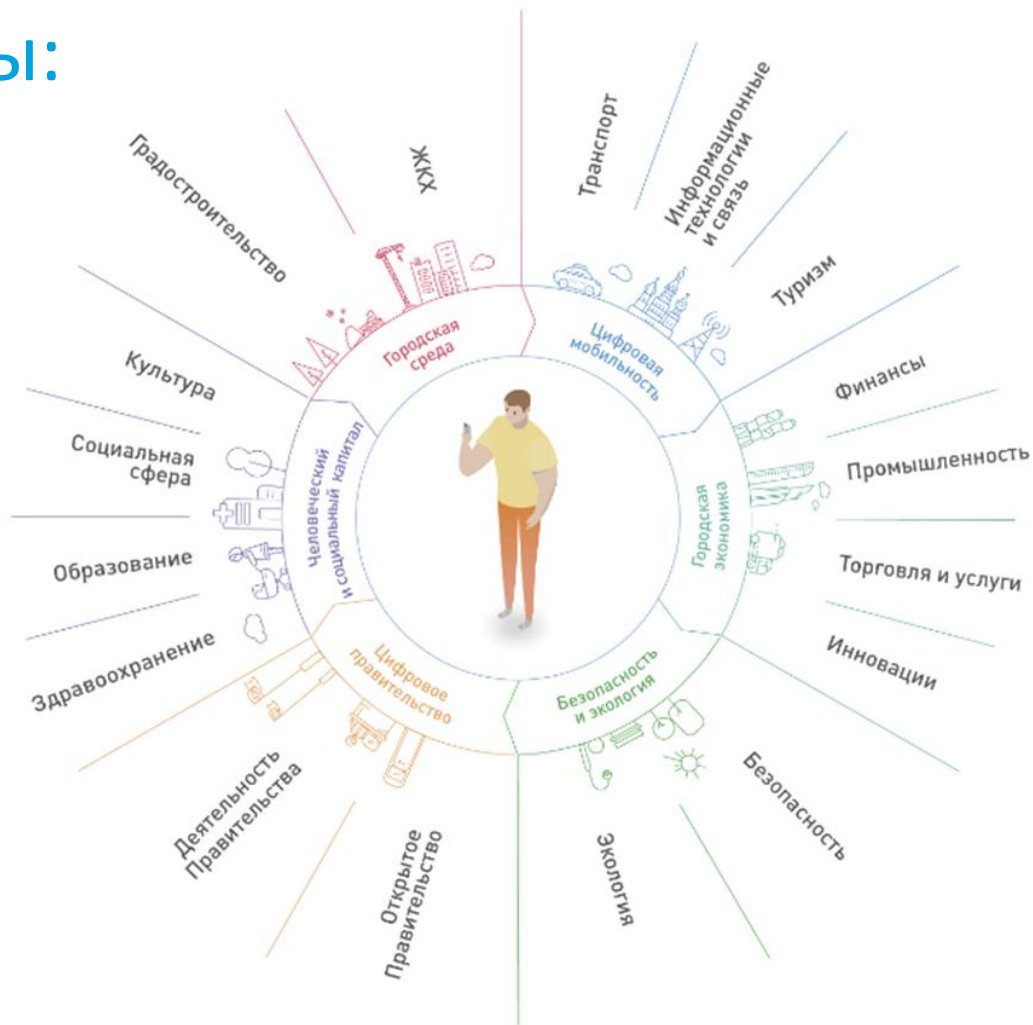 ы:
Градостроительство
ЖКХ
Транспорт
Информационные
технологии
и связь
Туризм
Финансы
Промышленность
Торговля и услуги
Инновации
Безопасность
Экология
Открытое
Правительство
Деятельность
Правительства
Здравоохранение
Образование
Социальная
сфера
Культура
Городская
среда
Цифровая
мобильность
Городская
экономика
Безопасность
и экология
Цифровое
правительство
Человеческий
и социальный капитал